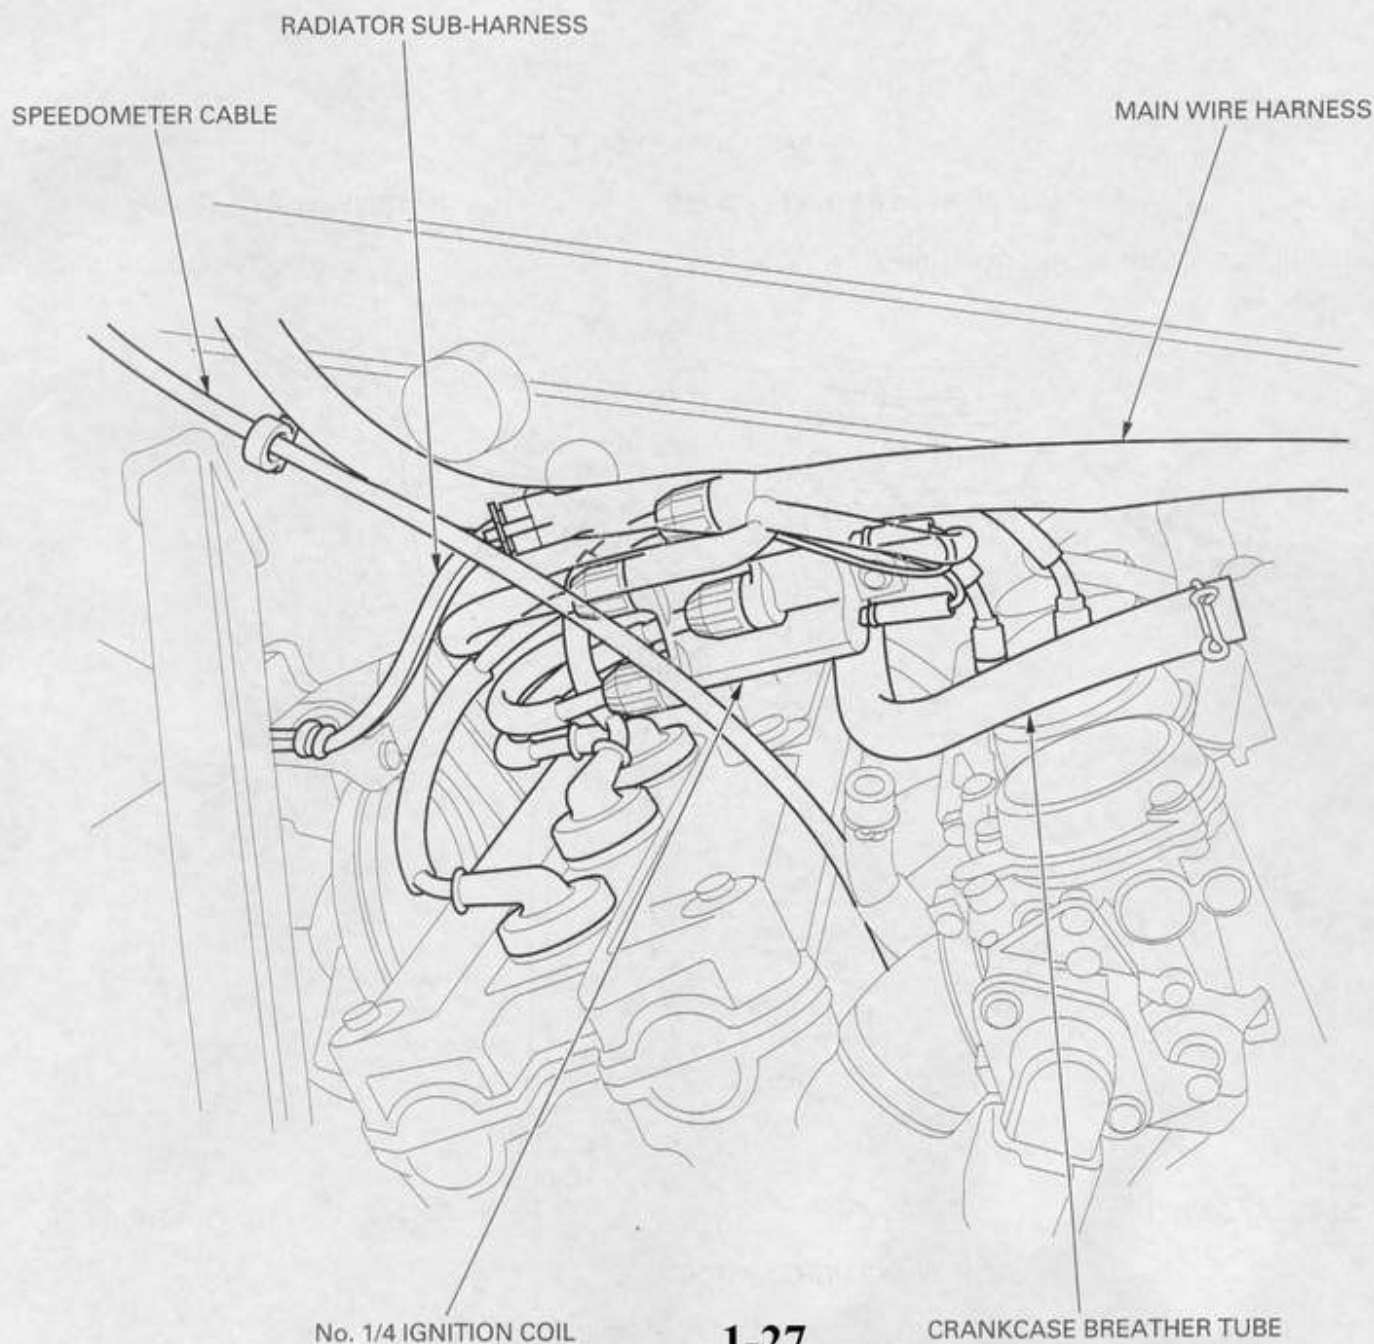 RADIATOR SUB-HARNESS
SPEEDOMETER CABLE
MAIN WIRE HARNESS
No. 1/4 IGNITION COIL
1-27
CRANKCASE BREATHER TUBE